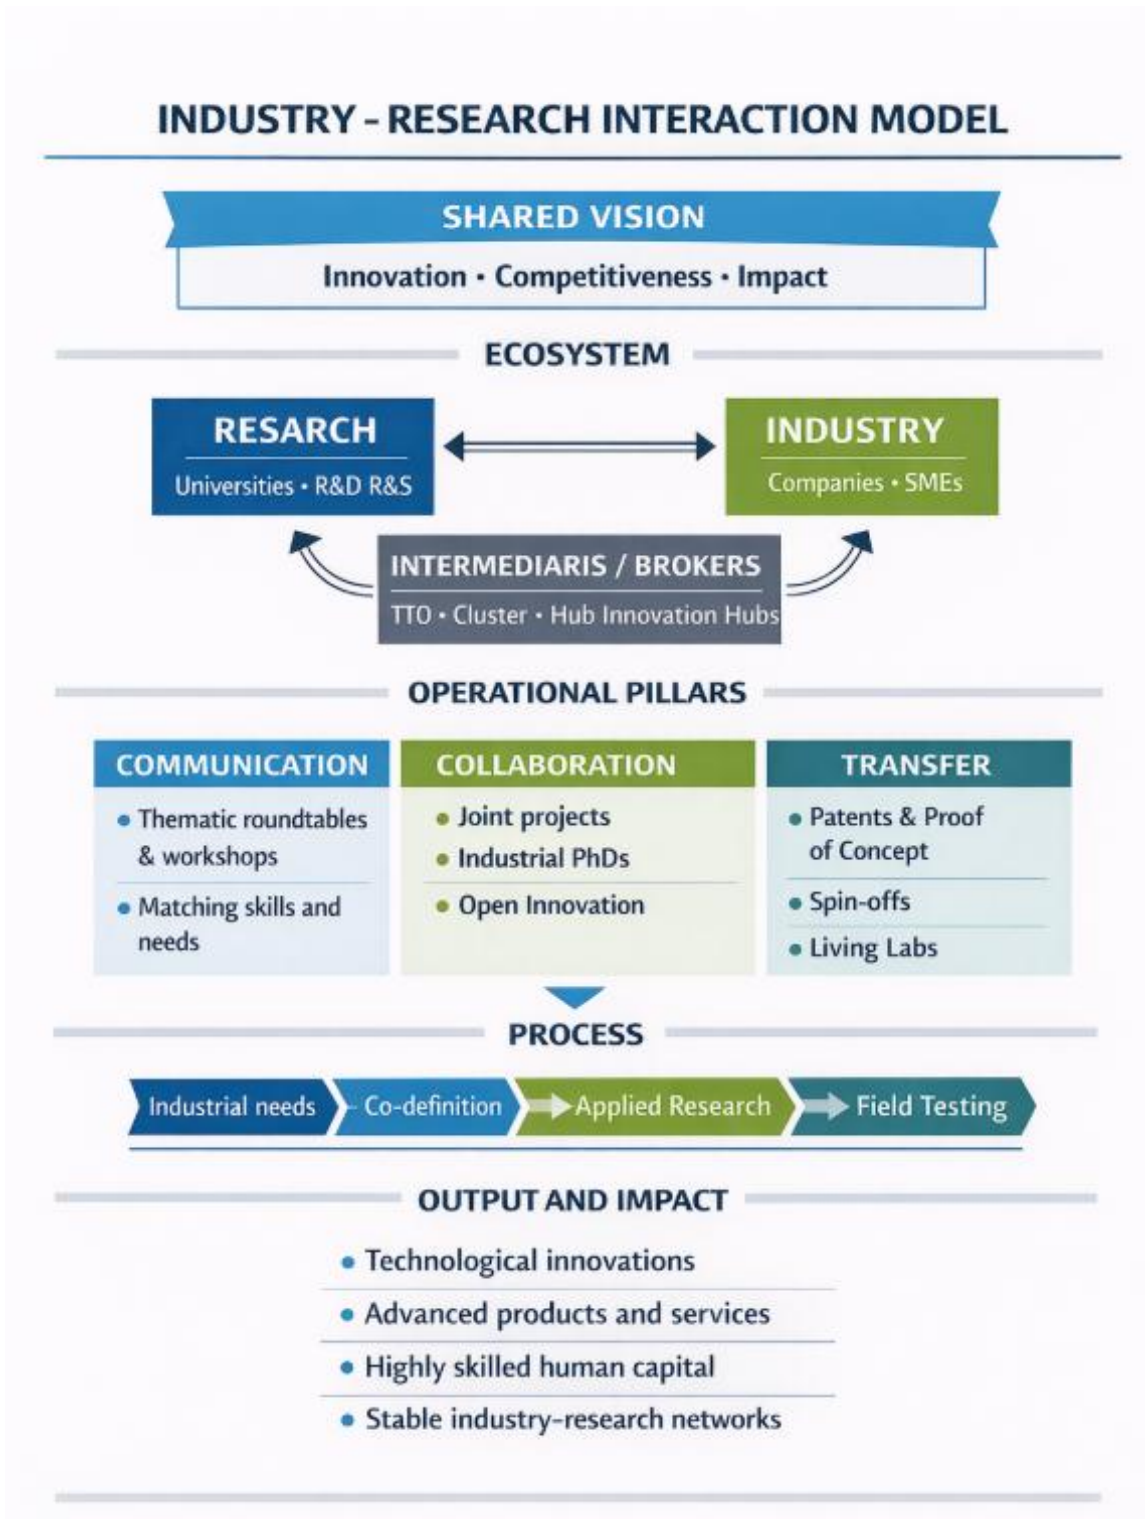 INDUSTRY - RESEARCH INTERACTION MODEL
SHARED VISION
Innovation • Competitiveness • Impact
ECOSYSTEM
RESARCH
Universities • R&D R&S
INDUSTRY
Companies • SMEs
INTERMEDIARIS / BROKERS
TTO • Cluster • Hub Innovation Hubs
OPERATIONAL PILLARS
COMMUNICATION
• Thematic roundtables
& workshops
• Matching skills and
needs
COLLABORATION
• Joint projects
• Industrial PhDs
• Open Innovation
TRANSFER
• Patents & Proof
of Concept
• Spin-offs
• Living Labs
PROCESS
Industrial needs
Co-definition
Applied Research
Field Testing
OUTPUT AND IMPACT
• Technological innovations
• Advanced products and services
• Highly skilled human capital
• Stable industry-research networks